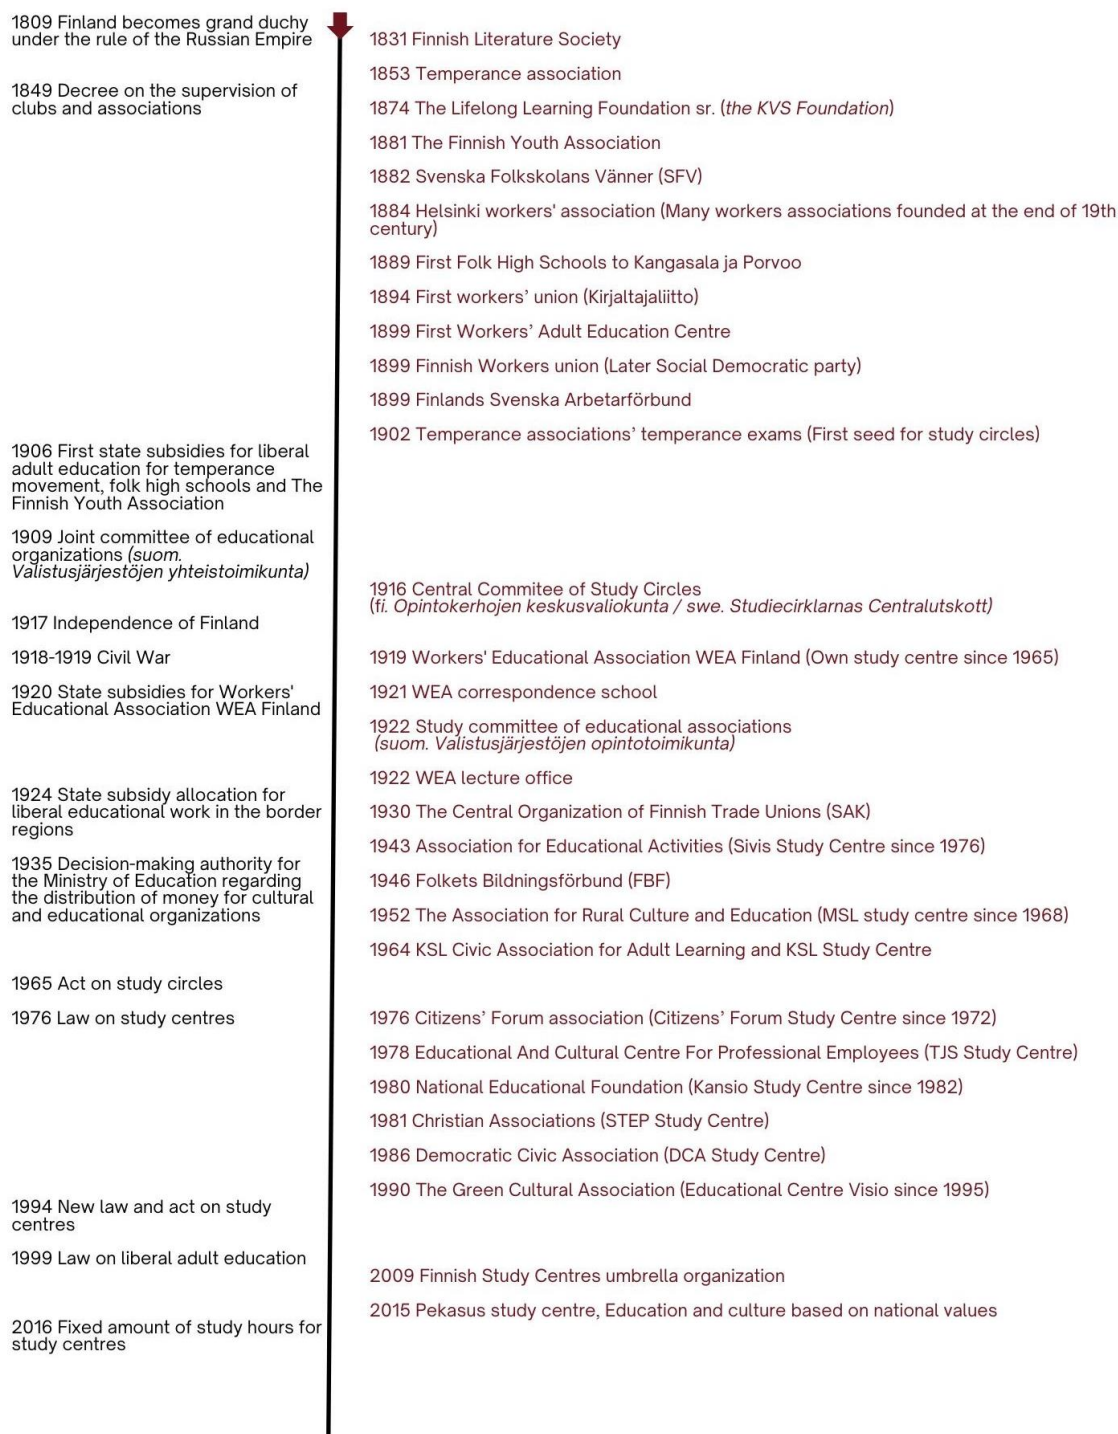 1809 Finland becomes grand duchy
under the rule of the Russian Empire
1849 Decree on the supervision of
clubs and associations
1906 First state subsidies for liberal
adult education for temperance
movement, folk high schools and The
Finnish Youth Association
1909 Joint committee of educational
organizations (suom.
Valistusjärjestöjen yhteistoimikunta)
1917 Independence of Finland
1918-1919 Civil War
1920 State subsidies for Workers'
Educational Association WEA Finland
1924 State subsidy allocation for
liberal educational work in the border
regions
1935 Decision-making authority for
the Ministry of Education regarding
the distribution of money for cultural
and educational organizations
1965 Act on study circles
1976 Law on study centres
1994 New law and act on study
centres
1999 Law on liberal adult education
2016 Fixed amount of study hours for
study centres
1831 Finnish Literature Society
1853 Temperance association
1874 The Lifelong Learning Foundation sr. (the KVS Foundation)
1881 The Finnish Youth Association
1882 Svenska Folkskolans Vänner (SFV)
1884 Helsinki workers' association (Many workers associations founded at the end of 19th
century)
1889 First Folk High Schools to Kangasala ja Porvoo
1894 First workers’ union (Kirjaltajaliitto)
1899 First Workers’ Adult Education Centre
1899 Finnish Workers union (Later Social Democratic party)
1899 Finlands Svenska Arbetarförbund
1902 Temperance associations’ temperance exams (First seed for study circles)
1916 Central Commitee of Study Circles
(fi. Opintokerhojen keskusvaliokunta / swe. Studiecirklarnas Centralutskott)
1919 Workers' Educational Association WEA Finland (Own study centre since 1965)
1921 WEA correspondence school
1922 Study committee of educational associations
(suom. Valistusjärjestöjen opintotoimikunta)
1922 WEA lecture office
1930 The Central Organization of Finnish Trade Unions (SAK)
1943 Association for Educational Activities (Sivis Study Centre since 1976)
1946 Folkets Bildningsförbund (FBF)
1952 The Association for Rural Culture and Education (MSL study centre since 1968)
1964 KSL Civic Association for Adult Learning and KSL Study Centre
1976 Citizens’ Forum association (Citizens’ Forum Study Centre since 1972)
1978 Educational And Cultural Centre For Professional Employees (TJS Study Centre)
1980 National Educational Foundation (Kansio Study Centre since 1982)
1981 Christian Associations (STEP Study Centre)
1986 Democratic Civic Association (DCA Study Centre)
1990 The Green Cultural Association (Educational Centre Visio since 1995)
2009 Finnish Study Centres umbrella organization
2015 Pekasus study centre, Education and culture based on national values